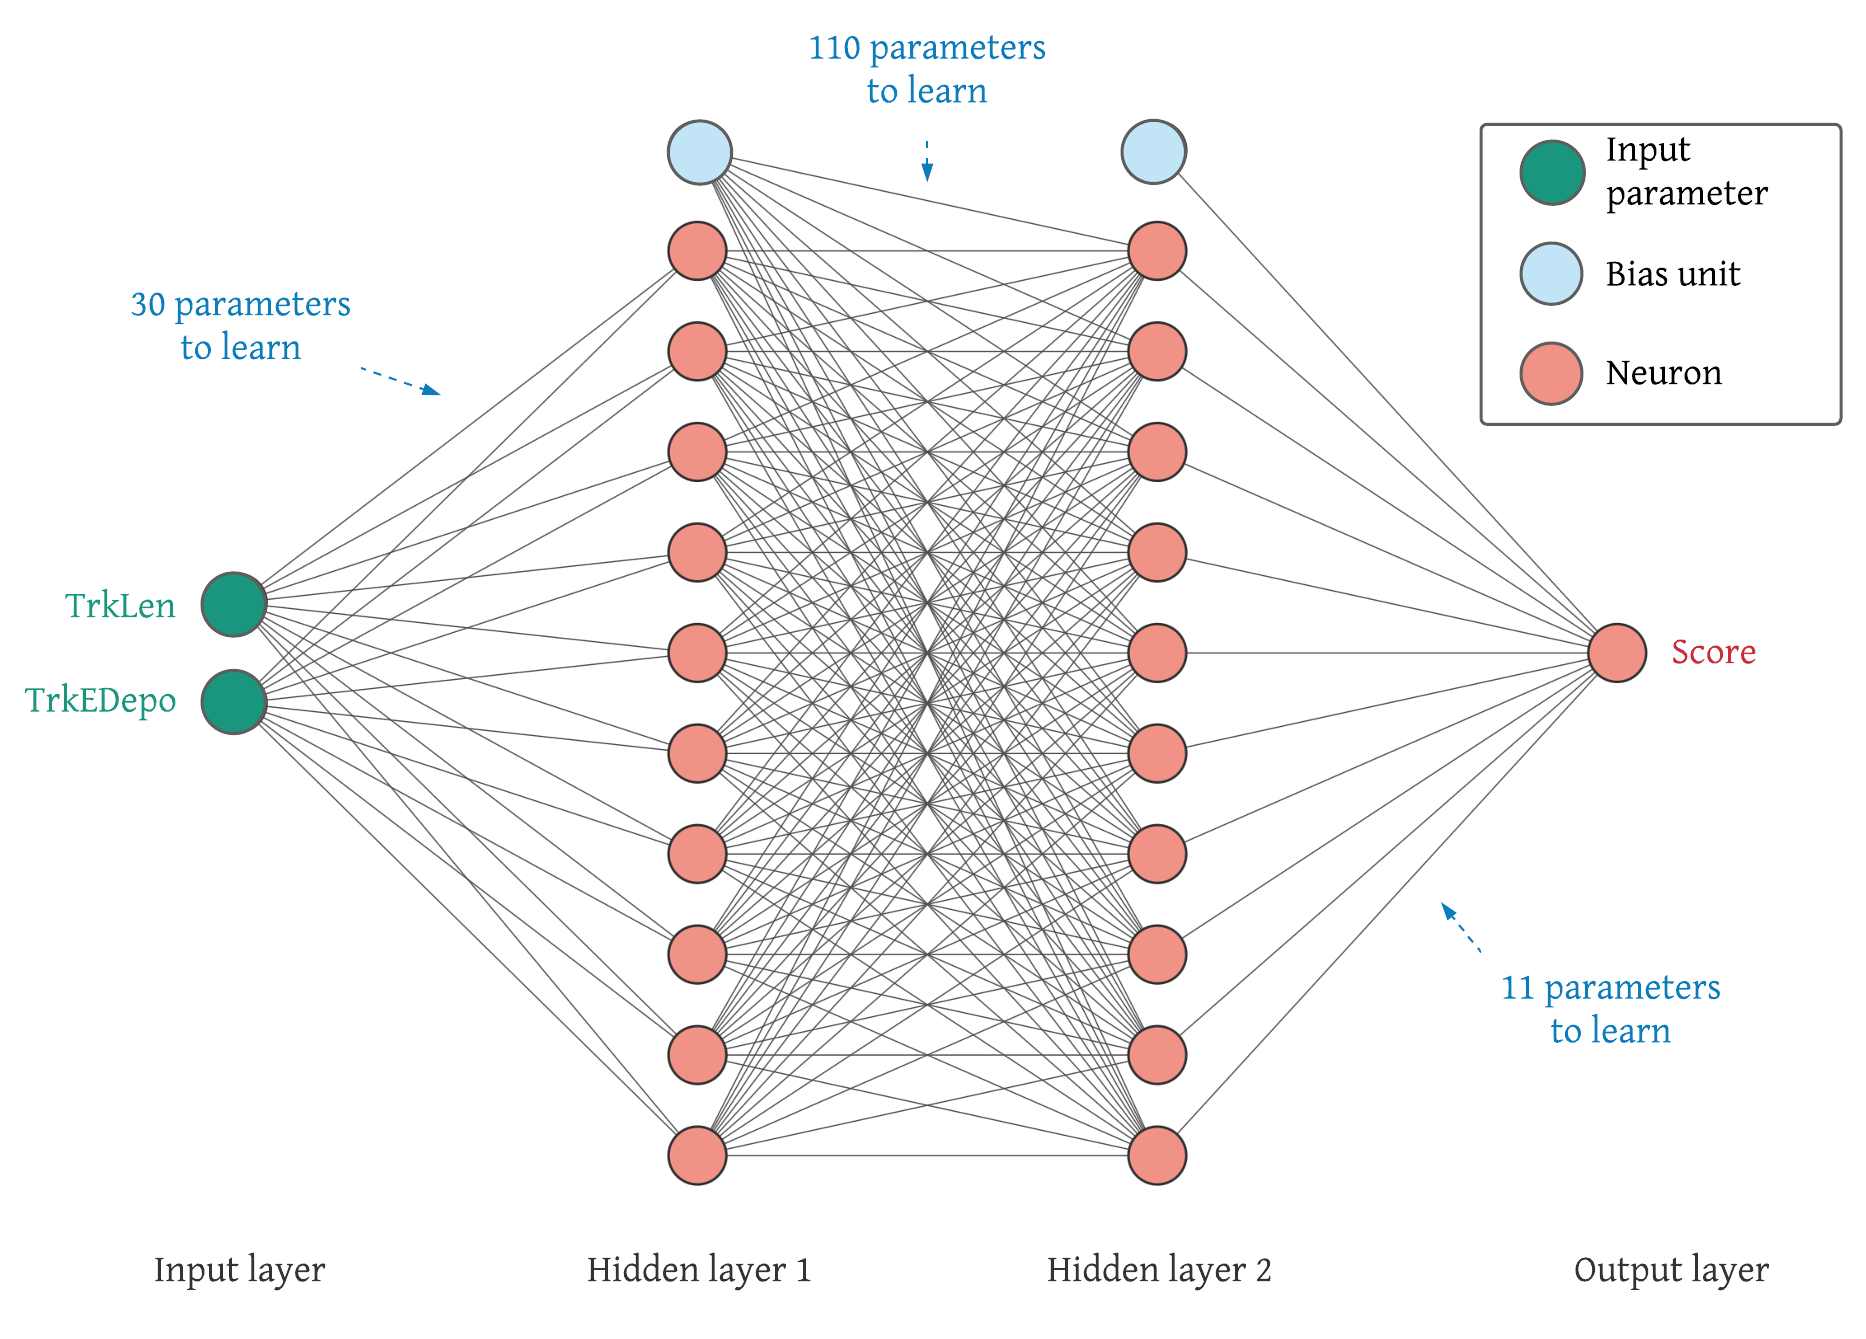 110 parameters
to learn
Input
parameter
Bias unit
Neuron
30 parameters
to learn
TrkLen
TrkEDepo
Score
11 parameters
to learn
Input layer
Hidden layer 1
Hidden layer 2
Output layer